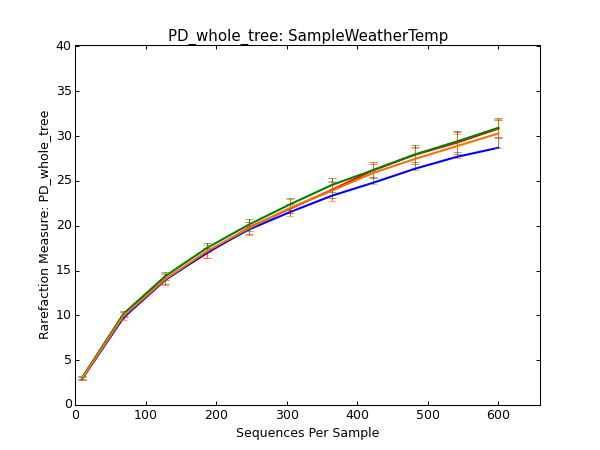 PD_whole_tree: SampleWeatherTemp
40
35
30
25
20
15
10
5
0
Rarefaction Measure: PD_whole_tree
0 100 200 300 400 500 600
Sequences Per Sample